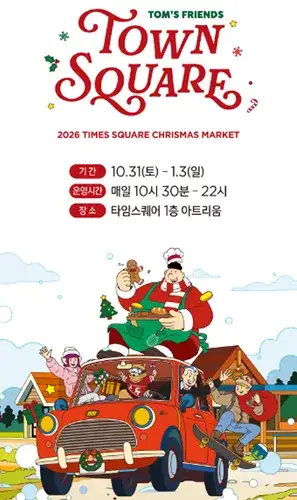 TOM'S FRIENDS
TOWN
SQUARE
2026 TIMES SQUARE CHRISMAS MARKET
기간 10.31(토) - 1.3(일)
운영시간 매일 10시 30분 - 22시
장소 타임스퀘어 1층 아트리움